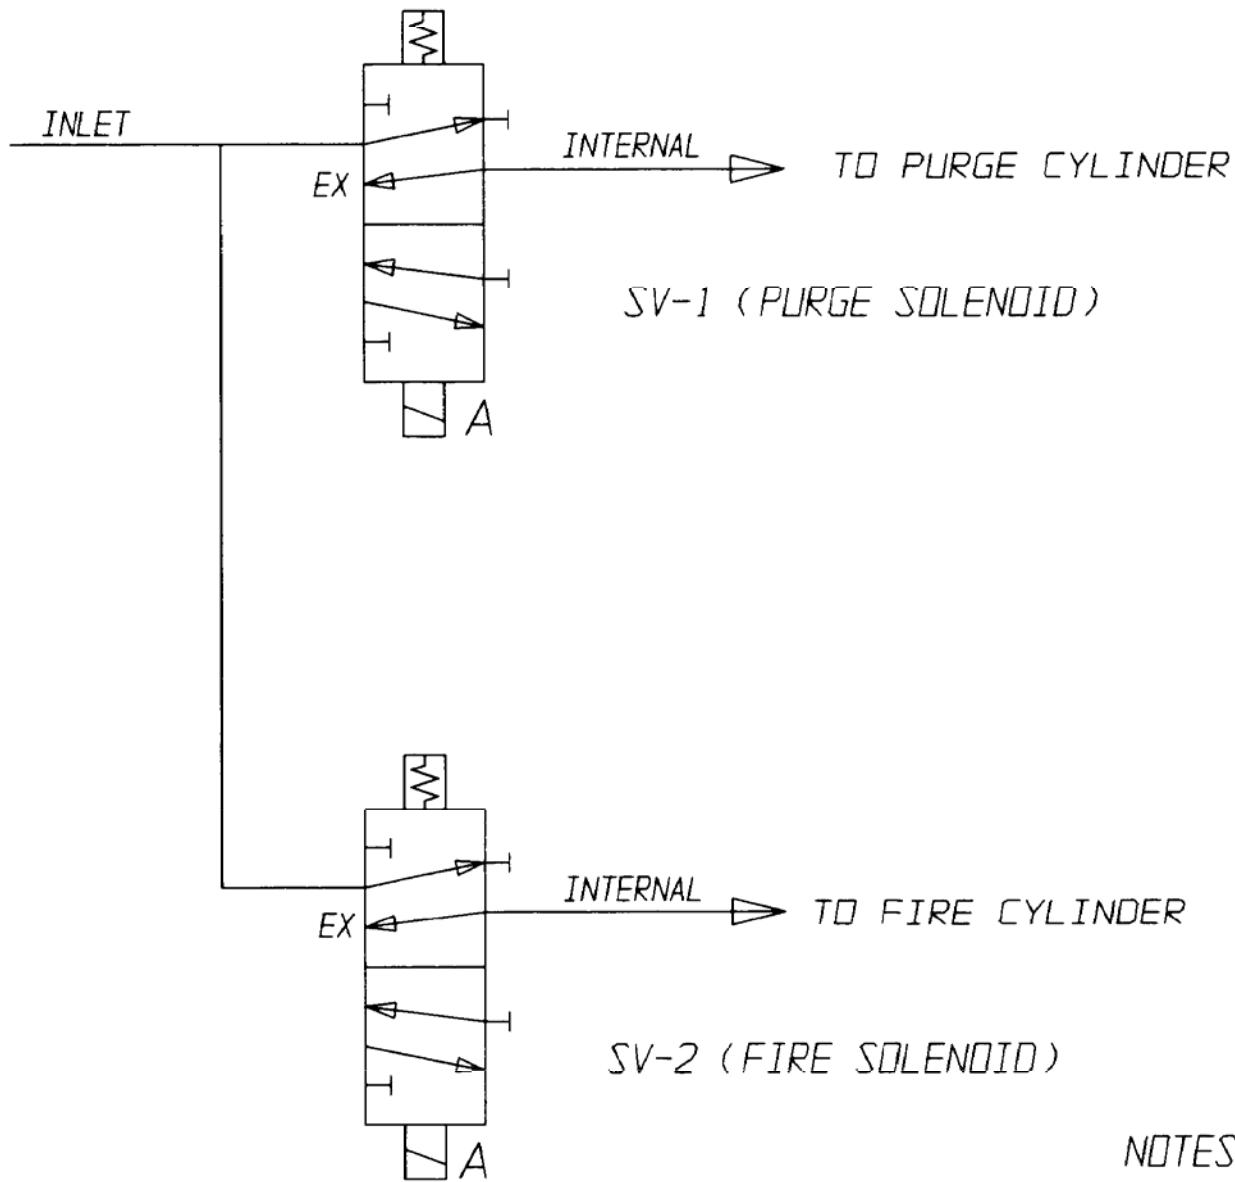 INLET
INTERNAL
TO PURGE CYLINDER
EX
SV-1 (PURGE SOLENOID)
A
INTERNAL
TO FIRE CYLINDER
EX
SV-2 (FIRE SOLENOID)
A
NOTES